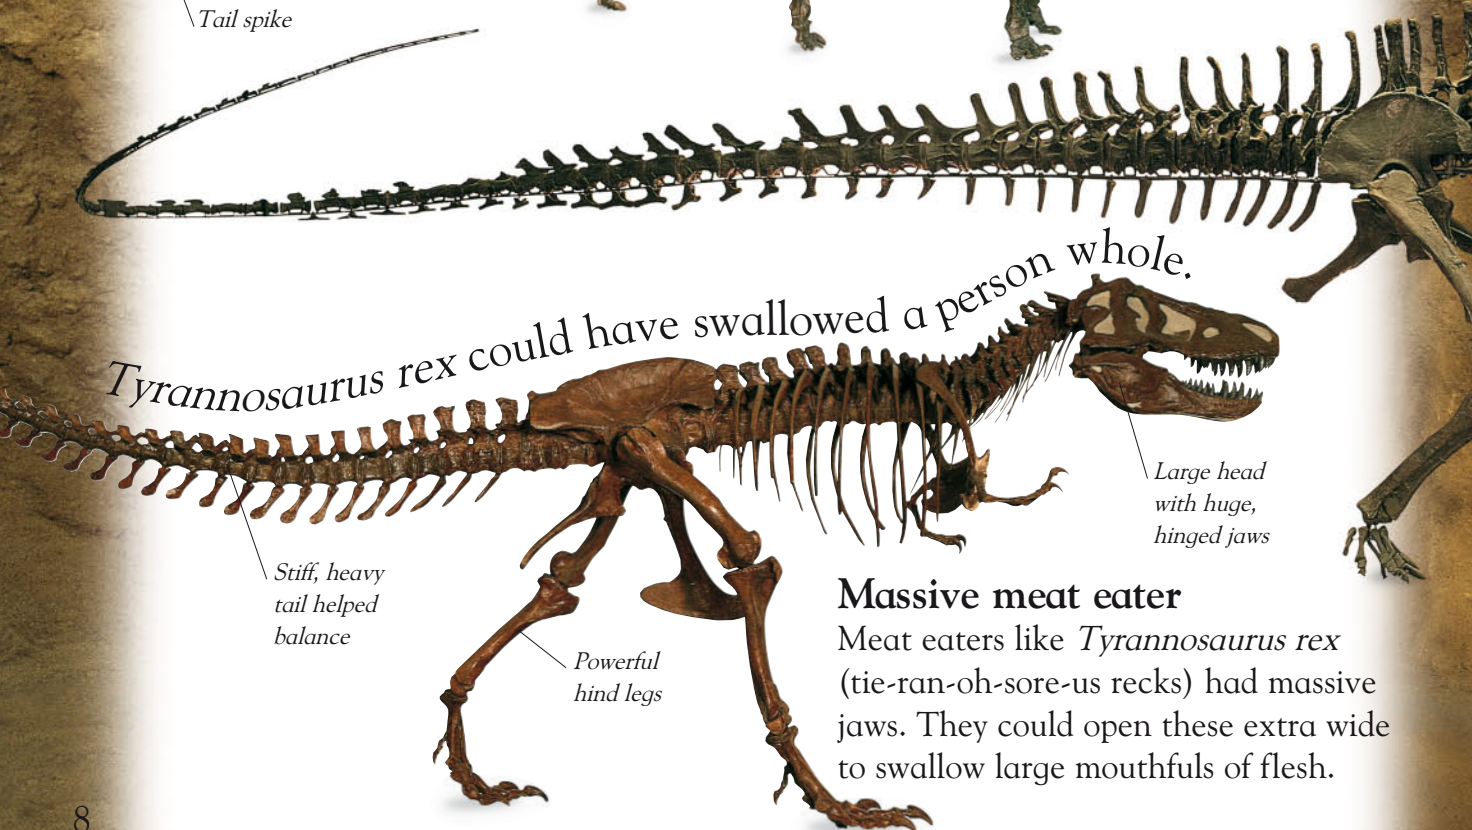 Tail spike
Tyrannosaurus rex could have swallowed a person whole.
Large head
with huge,
hinged jaws
Stiff, heavy
tail helped
balance
Powerful
hind legs
Massive meat eater
Meat eaters like Tyrannosaurus rex
(tie-ran-oh-sore-us recks) had massive
jaws. They could open these extra wide
to swallow large mouthfuls of flesh.
8